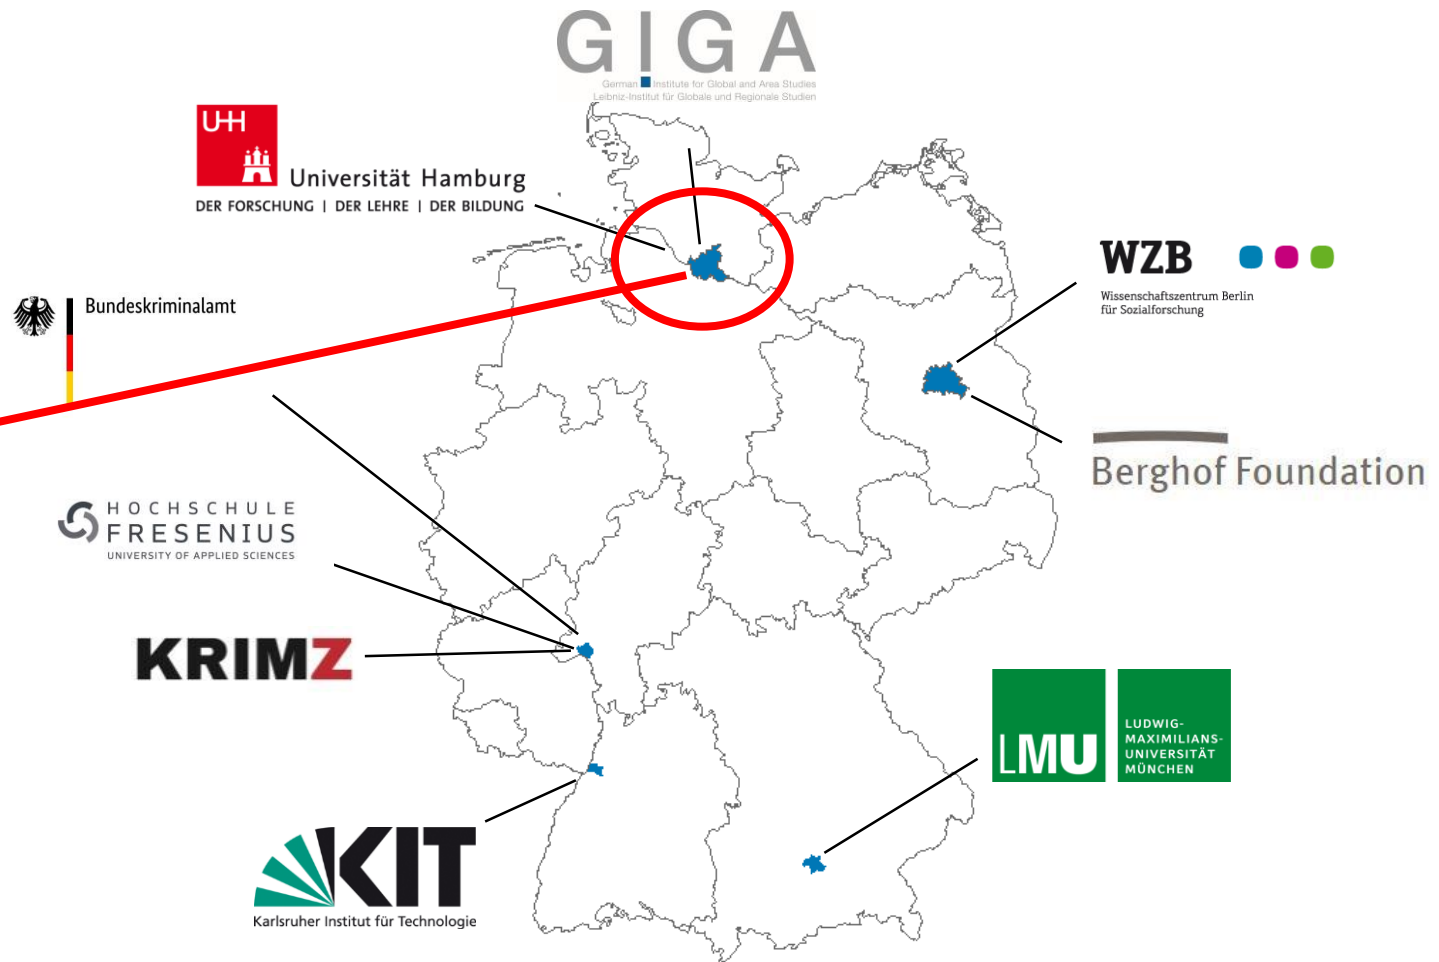 GIGA
German Institute for Global and Area Studies
Leibniz-Institut für Globale und Regionale Studien
UHH
Universität Hamburg
DER FORSCHUNG | DER LEHRE | DER BILDUNG
WZB
Wissenschaftszentrum Berlin
für Sozialforschung
Bundeskriminalamt
Berghof Foundation
HOCHSCHULE
FRESENIUS
UNIVERSITY OF APPLIED SCIENCES
KRIMZ
LMU
LUDWIG-
MAXIMILIANS-
UNIVERSITÄT
MÜNCHEN
KIT
Karlsruher Institut für Technologie